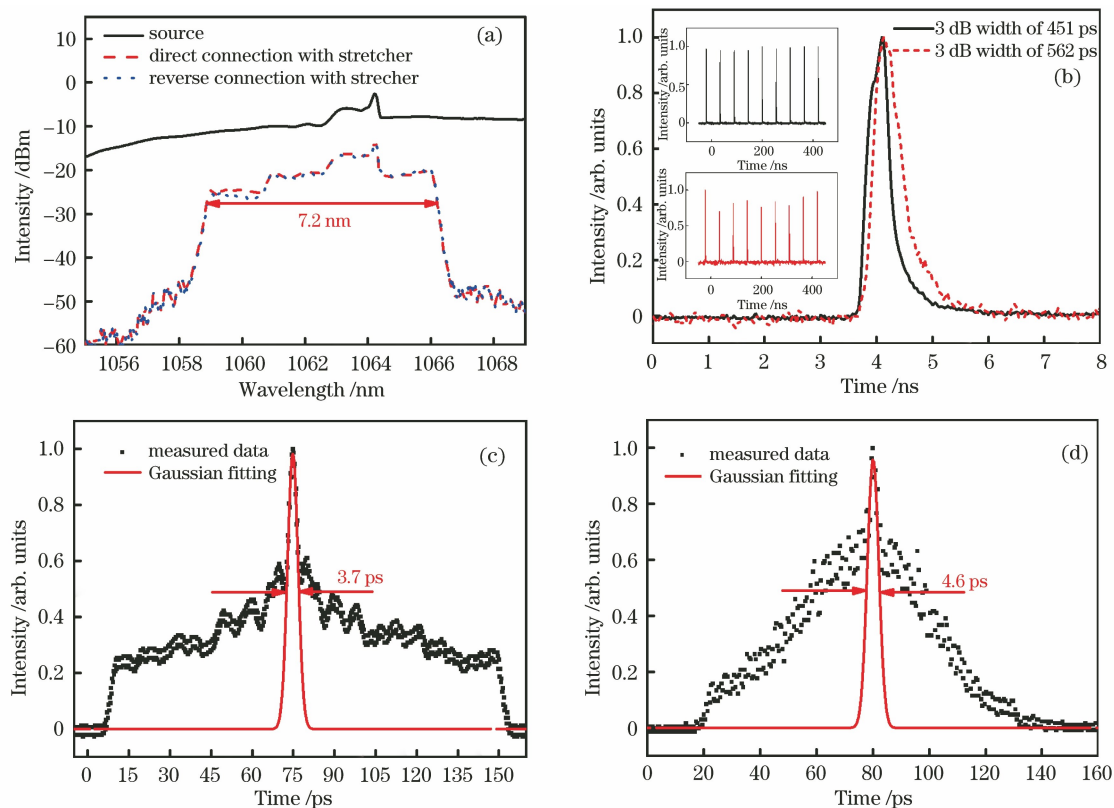 (a)
source
direct connection with stretcher
reverse connection with strecher
7.2 nm
10
0
−10
−20
−30
−40
−50
−60
Intensity /dBm
1056 1058 1060 1062 1064 1066 1068
Wavelength /nm
(b)
3 dB width of 451 ps
3 dB width of 562 ps
1.0
0.8
0.6
0.4
0.2
0
Intensity /arb. units
0 1 2 3 4 5 6 7 8
Time /ns
1.0
0.5
0
Intensity /arb. units
0 200 400
Time /ns
1.0
0.5
0
Intensity /arb. units
0 200 400
Time /ns
(c)
measured data
Gaussian fitting
3.7 ps
1.0
0.8
0.6
0.4
0.2
0
Intensity /arb. units
0 15 30 45 60 75 90 105 120 135 150
Time /ps
(d)
measured data
Gaussian fitting
4.6 ps
1.0
0.8
0.6
0.4
0.2
0
Intensity /arb. units
0 20 40 60 80 100 120 140 160
Time /ps